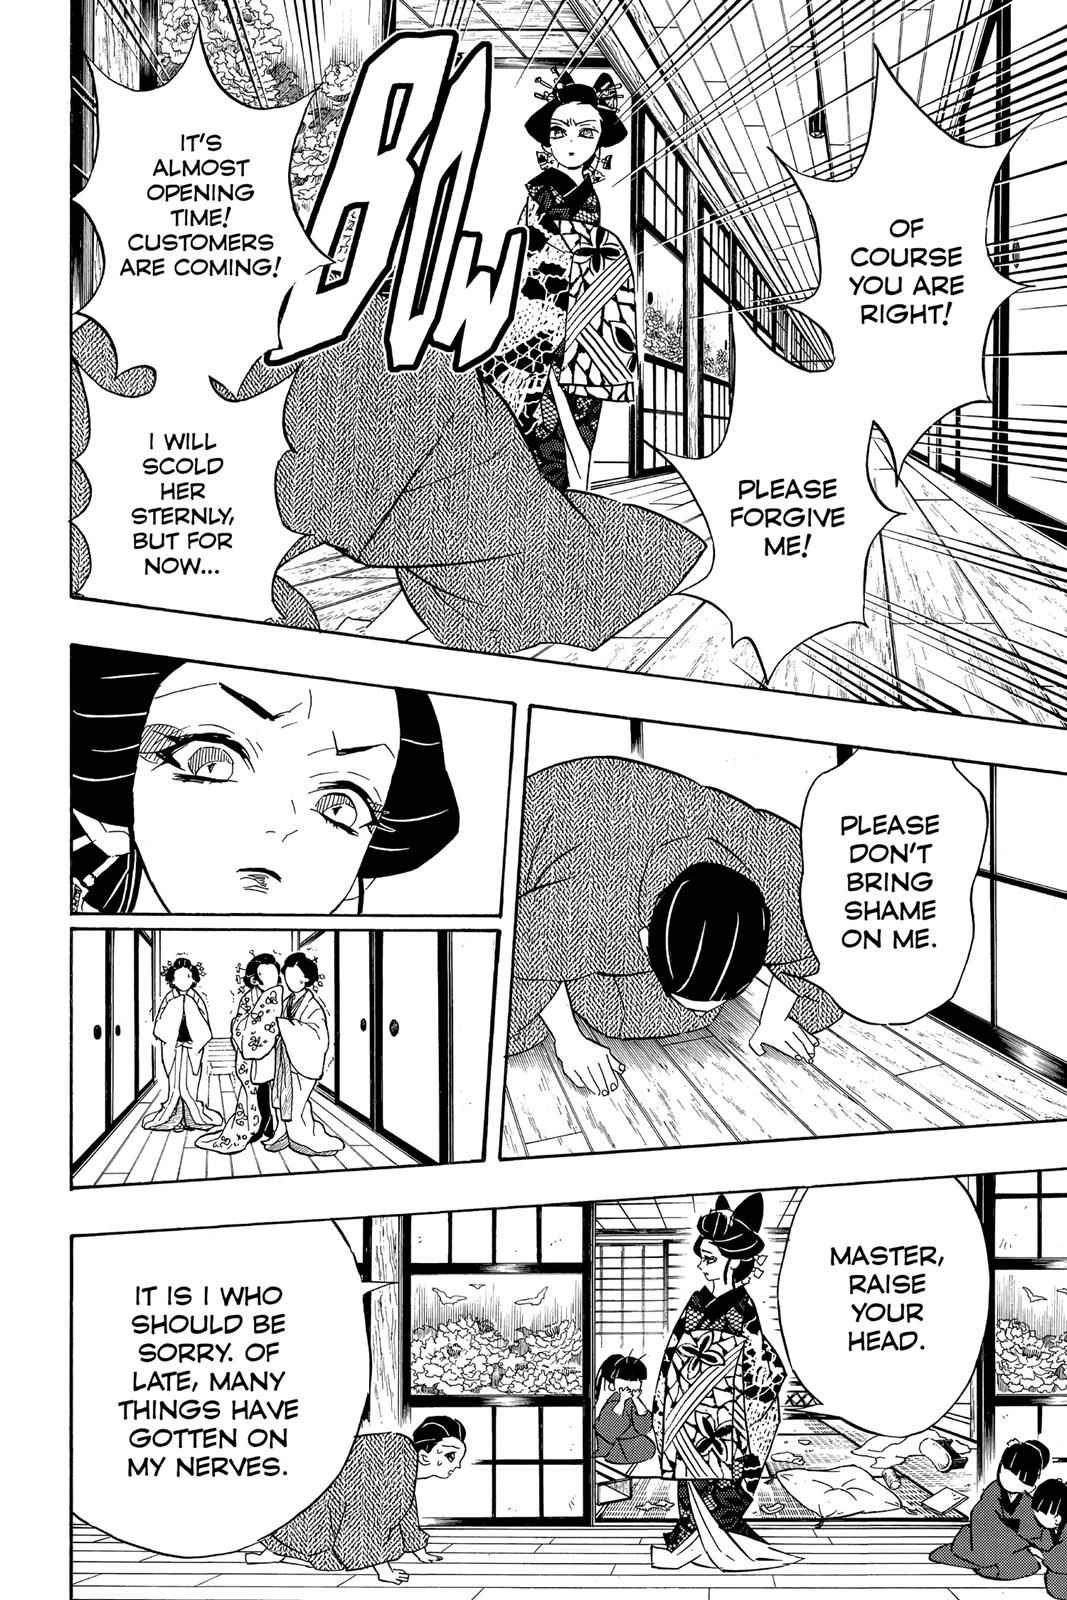 OF
COURSE
YOU ARE
RIGHT!
PLEASE
FORGIVE
ME!
BOW
IT'S
ALMOST
OPENING
TIME!
CUSTOMERS
ARE COMING!
I WILL
SCOLD
HER
STERNLY,
BUT FOR
NOW...
PLEASE
DON'T
BRING
SHAME
ON ME.
MASTER,
RAISE
YOUR
HEAD.
IT IS I WHO
SHOULD BE
SORRY. OF
LATE, MANY
THINGS HAVE
GOTTEN ON
MY NERVES.